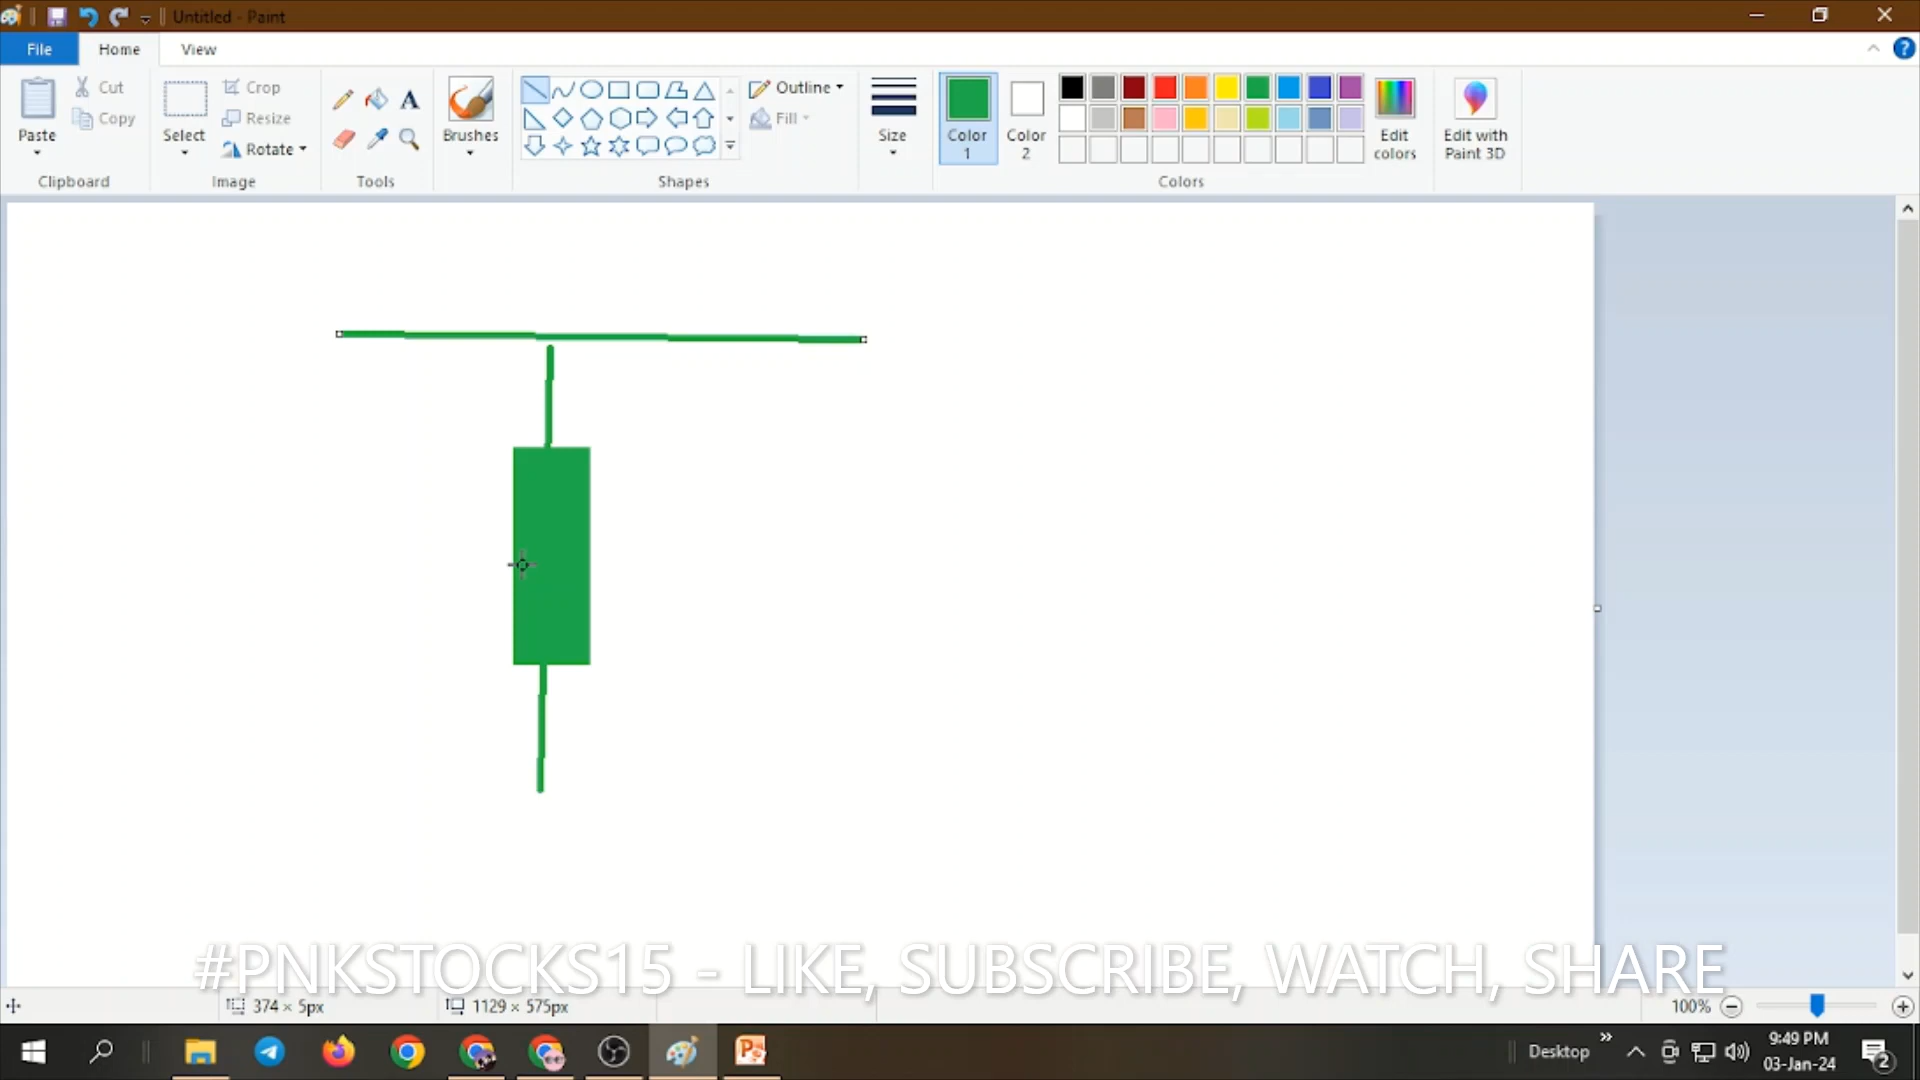 Untitled - Paint
File
Home
View
Paste
Cut
Copy
Clipboard
Select
Crop
Resize
Rotate
Image
A
Tools
Brushes
Shapes
Outline
Fill
Size
Color 1
Color 2
Colors
Edit colors
Edit with Paint 3D
?
#PNKSTOCKS15 - LIKE, SUBSCRIBE, WATCH, SHARE
374 × 5px
1129 × 575px
100%
Desktop
9:49 PM
03-Jan-24
2